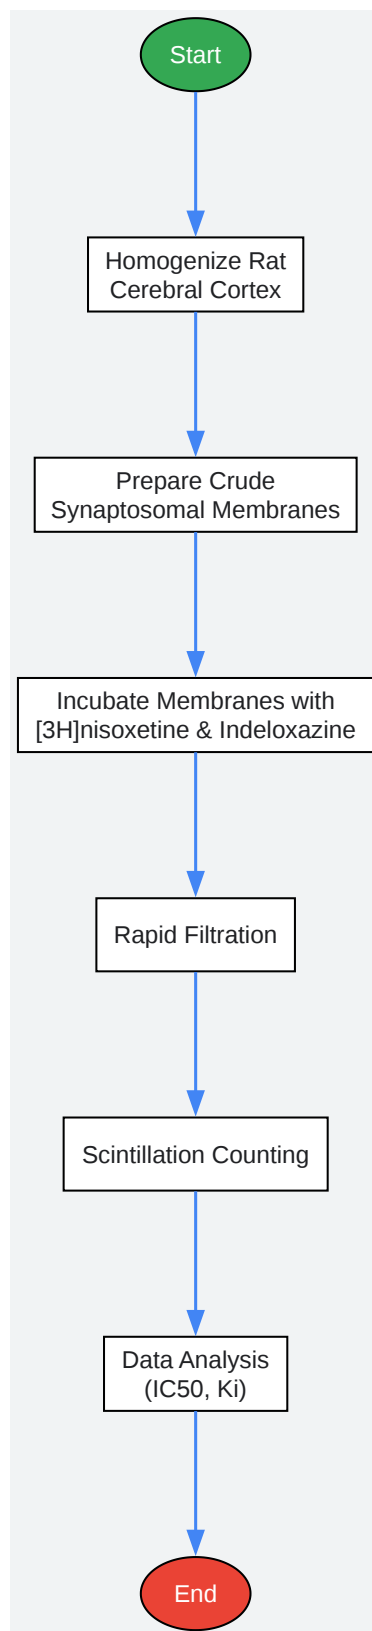 Start
Homogenize Rat
Cerebral Cortex
Prepare Crude
Synaptosomal Membranes
Incubate Membranes with
[3H]nisoxetine & Indeloxazine
Rapid Filtration
Scintillation Counting
Data Analysis
(IC50, Ki)
End